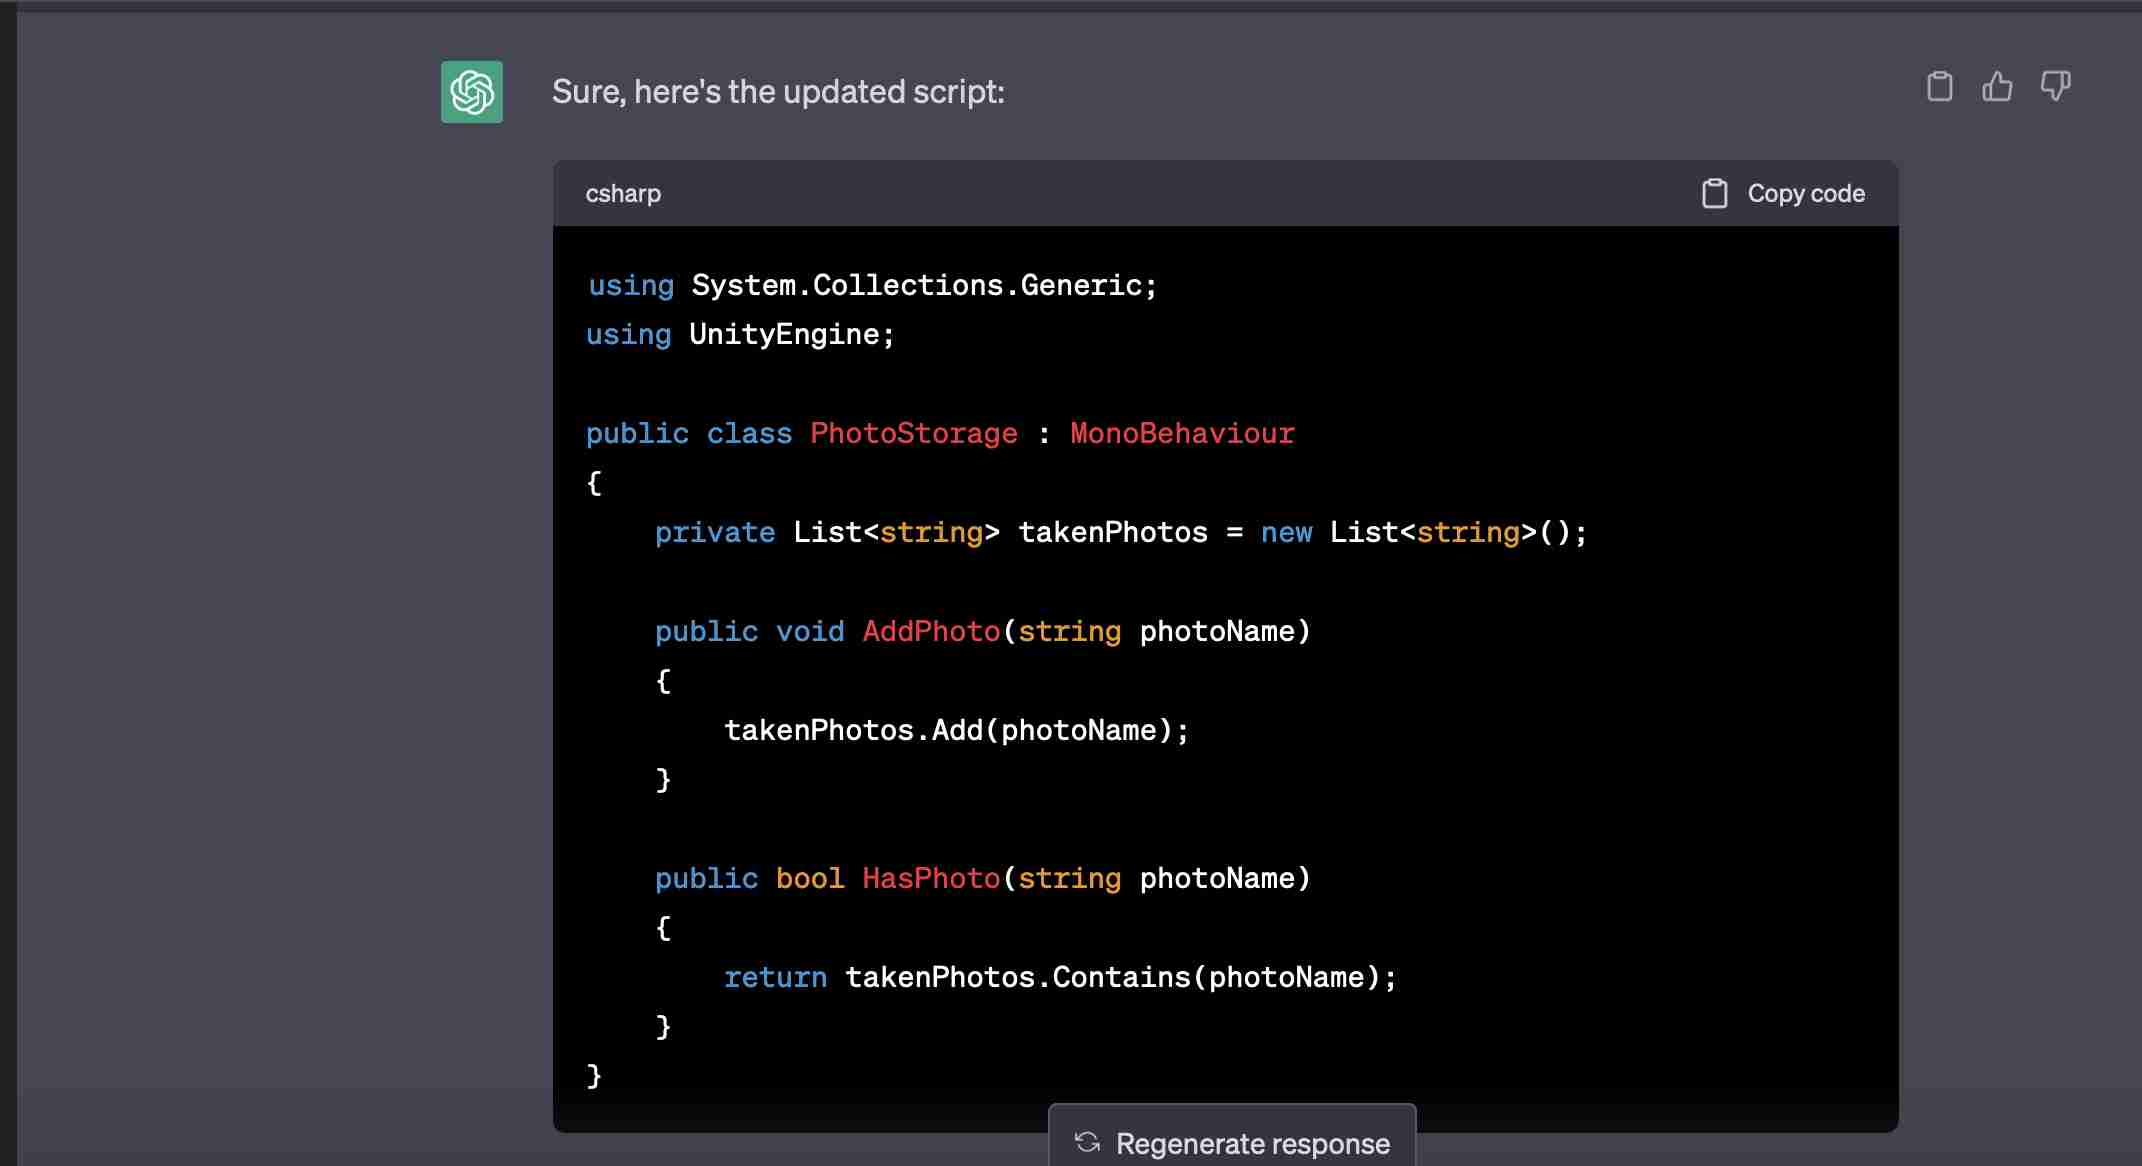 Sure, here's the updated script:
csharp
Copy code
using System.Collections.Generic;
using UnityEngine;
public class PhotoStorage : MonoBehaviour
{
    private List<string> takenPhotos = new List<string>();
    public void AddPhoto(string photoName)
    {
        takenPhotos.Add(photoName);
    }
    public bool HasPhoto(string photoName)
    {
        return takenPhotos.Contains(photoName);
    }
}
Regenerate response